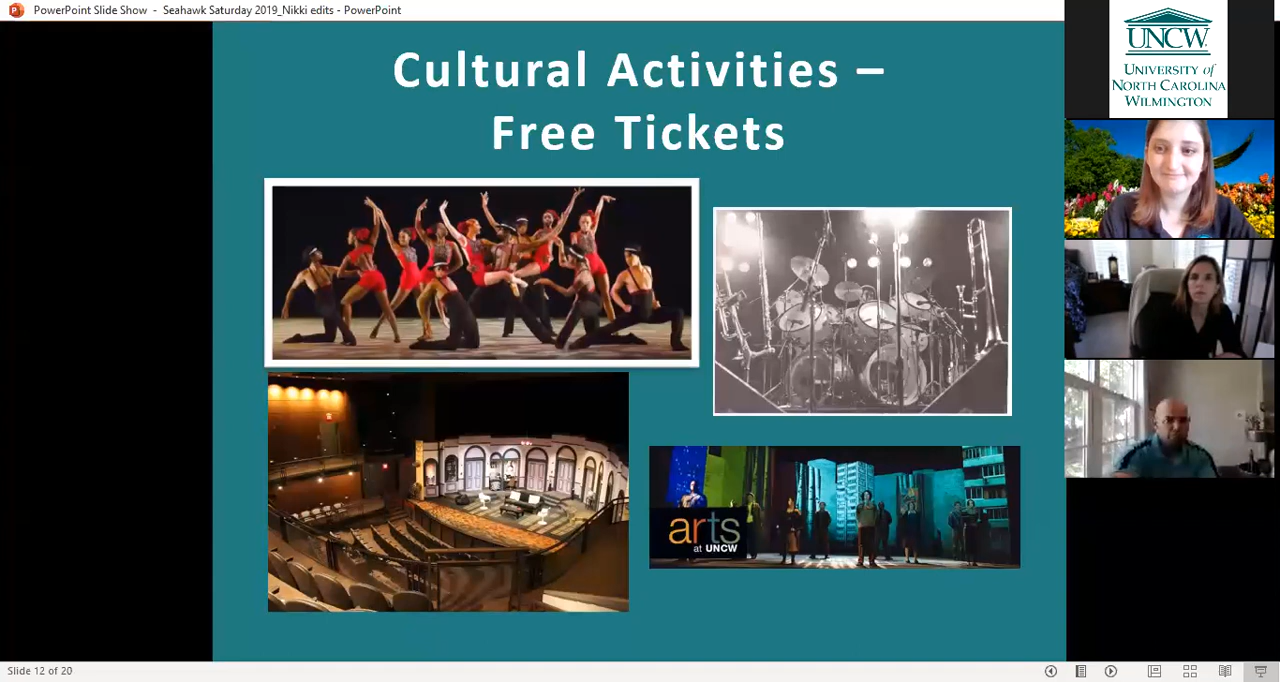 PowerPoint Slide Show - Seahawk Saturday 2019_Nikki edits - PowerPoint
Cultural Activities –
Free Tickets
arts
at UNCW
UNCW
UNIVERSITY of
NORTH CAROLINA
WILMINGTON
Slide 12 of 20